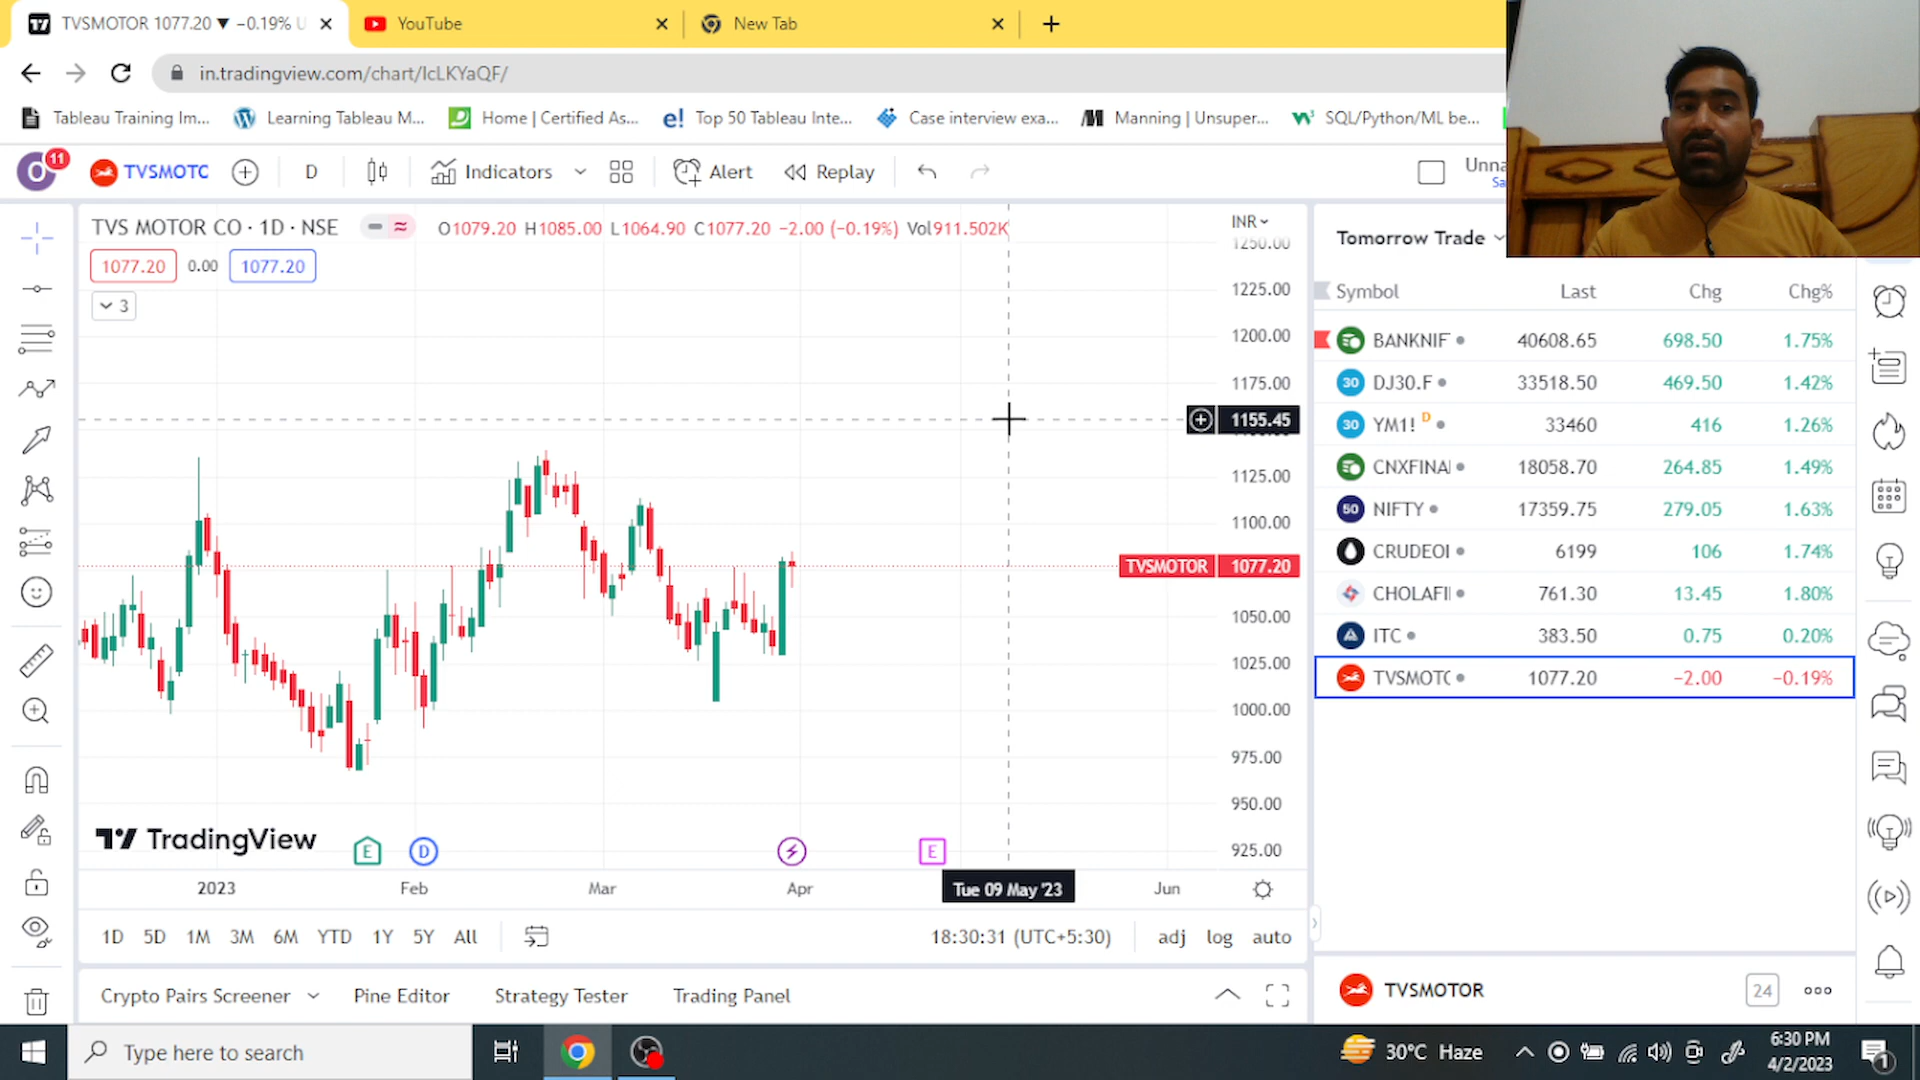 TVSMOTOR 1077.20 ▼ −0.19% U
YouTube
New Tab
in.tradingview.com/chart/IcLKYaQF/
Tableau Training Im...
Learning Tableau M...
Home | Certified As...
Top 50 Tableau Inte...
Case interview exa...
Manning | Unsuper...
SQL/Python/ML be...
O
11
TVSMOTC
D
Indicators
Alert
Replay
Unna
Sa
TVS MOTOR CO · 1D · NSE
O1079.20 H1085.00 L1064.90 C1077.20 −2.00 (−0.19%) Vol911.502K
INR
1077.20
0.00
1077.20
3
1250.00
1225.00
1200.00
1175.00
1155.45
1125.00
1100.00
TVSMOTOR 1077.20
1050.00
1025.00
1000.00
975.00
950.00
925.00
TradingView
E
D
E
2023
Feb
Mar
Apr
Tue 09 May '23
Jun
1D 5D 1M 3M 6M YTD 1Y 5Y All
18:30:31 (UTC+5:30)
adj log auto
Crypto Pairs Screener
Pine Editor
Strategy Tester
Trading Panel
Tomorrow Trade
Symbol Last Chg Chg%
BANKNIF 40608.65 698.50 1.75%
30 DJ30.F 33518.50 469.50 1.42%
30 YM1! D 33460 416 1.26%
CNXFINA 18058.70 264.85 1.49%
50 NIFTY 17359.75 279.05 1.63%
CRUDEOI 6199 106 1.74%
CHOLAFI 761.30 13.45 1.80%
ITC 383.50 0.75 0.20%
TVSMOTC 1077.20 −2.00 −0.19%
TVSMOTOR
24
Type here to search
30°C Haze
6:30 PM
4/2/2023
1